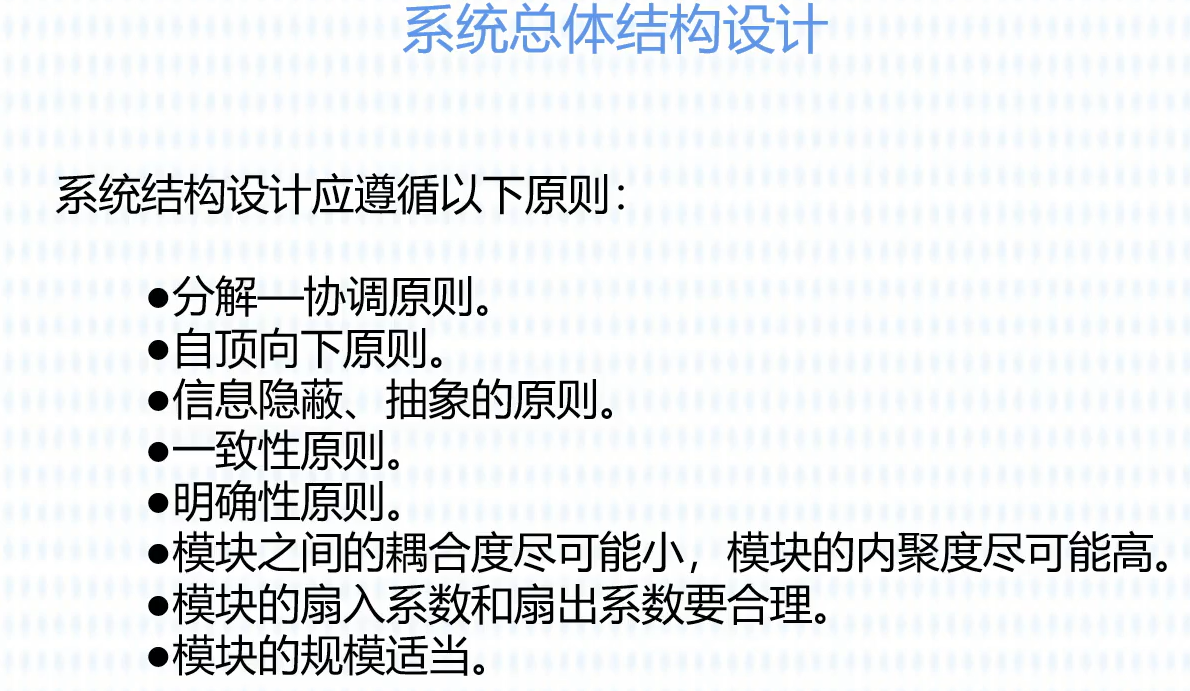 系统总体结构设计
系统结构设计应遵循以下原则：
●分解—协调原则。
●自顶向下原则。
●信息隐蔽、抽象的原则。
●一致性原则。
●明确性原则。
●模块之间的耦合度尽可能小，模块的内聚度尽可能高。
●模块的扇入系数和扇出系数要合理。
●模块的规模适当。